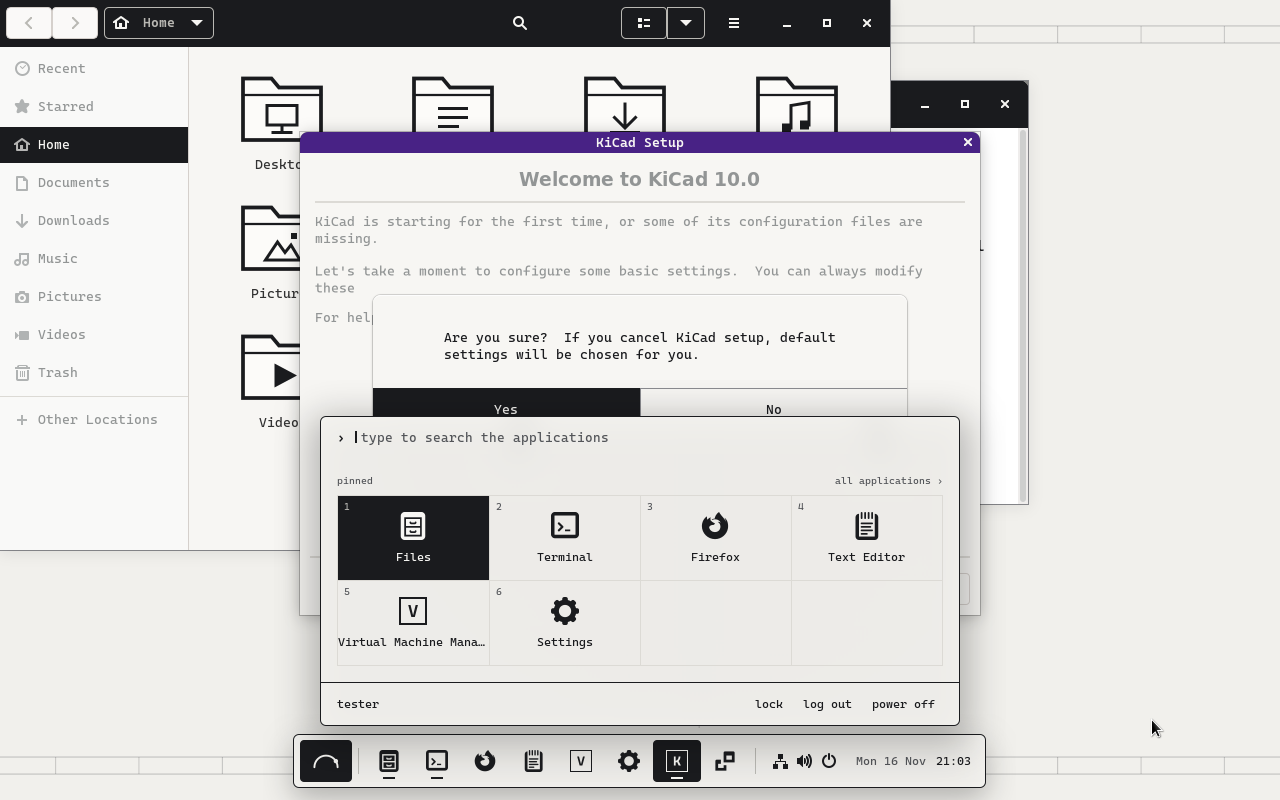 Home
Recent
Starred
Home
Documents
Downloads
Music
Pictures
Videos
Trash
Other Locations
KiCad Setup
Welcome to KiCad 10.0
KiCad is starting for the first time, or some of its configuration files are
missing.
Let's take a moment to configure some basic settings.  You can always modify
these
For help
Are you sure?  If you cancel KiCad setup, default
settings will be chosen for you.
Yes
No
› type to search the applications
pinned
all applications ›
1
Files
2
Terminal
3
Firefox
4
Text Editor
5
V
Virtual Machine Mana…
6
Settings
tester
lock
log out
power off
V
K
Mon 16 Nov 21:03